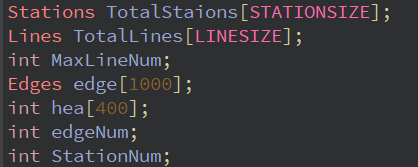 Stations TotalStaions[STATIONSIZE];
Lines TotalLines[LINESIZE];
int MaxLineNum;
Edges edge[1000];
int hea[400];
int edgeNum;
int StationNum;